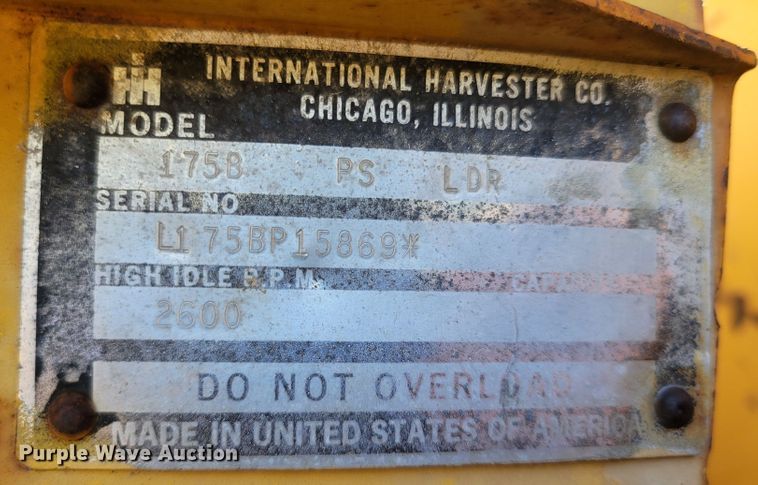 IH INTERNATIONAL HARVESTER CO.
CHICAGO, ILLINOIS
MODEL
175B PS LDR
SERIAL NO
L175BP15869*
HIGH IDLE R.P.M.
2600
DO NOT OVERLOAD
MADE IN UNITED STATES OF AMERICA
Purple Wave Auction